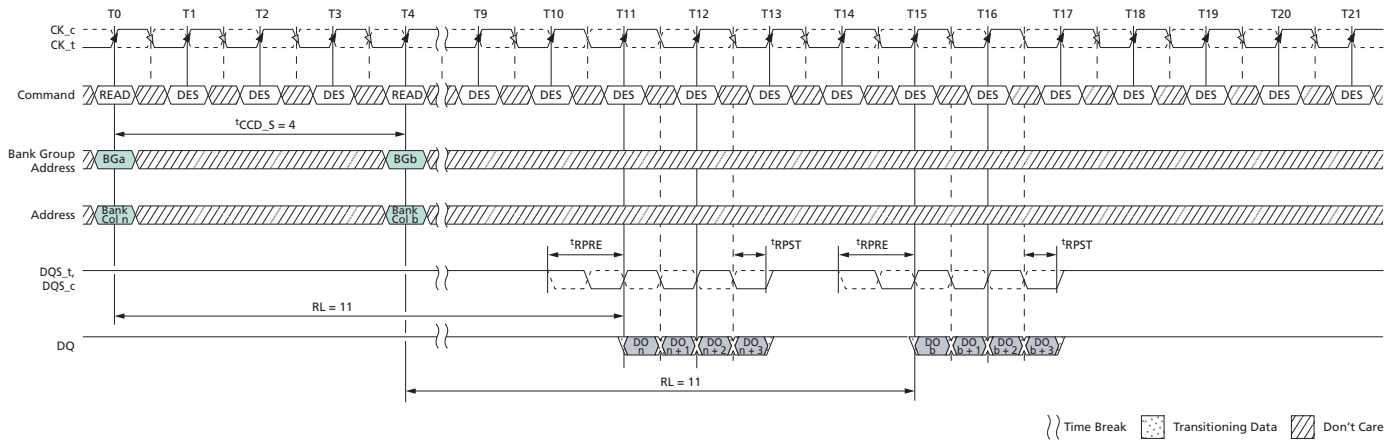 T0 T1 T2 T3 T4 T9 T10 T11 T12 T13 T14 T15 T16 T17 T18 T19 T20 T21
CK_c
CK_t
Command READ DES DES DES READ DES DES DES DES DES DES DES DES DES DES DES DES DES
tCCD_S = 4
Bank Group
Address
BGa BGb
Address
Bank
Col n
Bank
Col b
tRPRE tRPST tRPRE tRPST
DQS_t,
DQS_c
RL = 11
DQ
DO
n
DO
n + 1
DO
n + 2
DO
n + 3
DO
b
DO
b + 1
DO
b + 2
DO
b + 3
RL = 11
Time Break Transitioning Data Don't Care